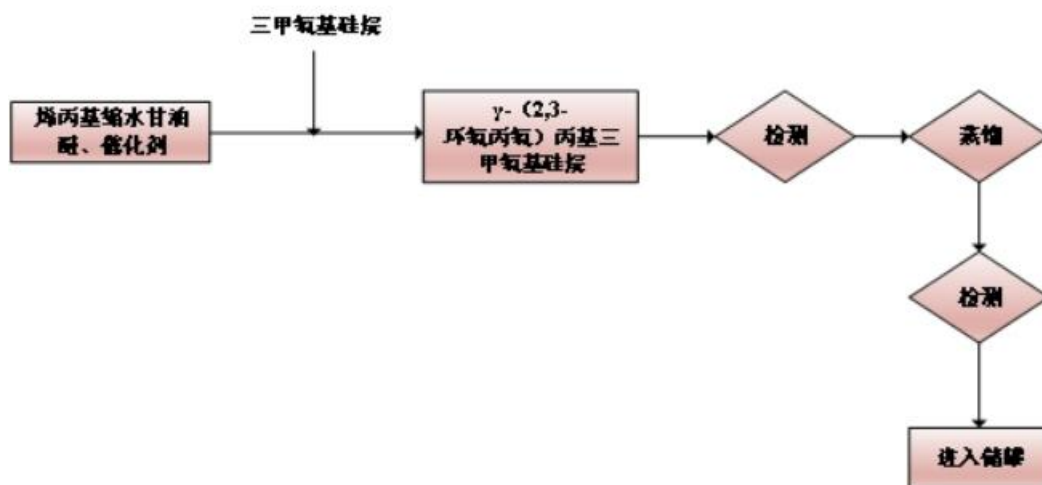 三甲氧基硅烷
烯丙基缩水甘油
醚、催化剂
γ-（2,3-
环氧丙氧）丙基三
甲氧基硅烷
检测
蒸馏
检测
进入储罐